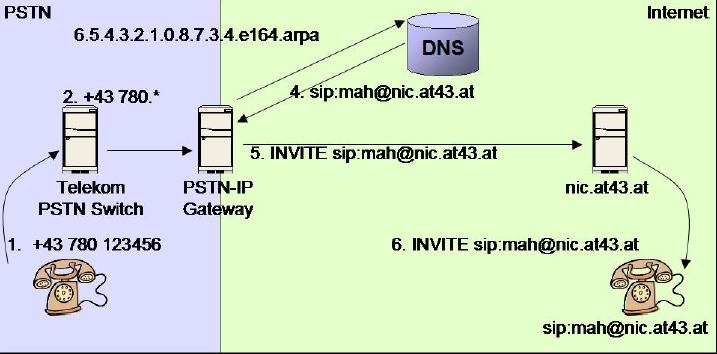 PSTN
Internet
6.5.4.3.2.1.0.8.7.3.4.e164.arpa
DNS
2. +43 780.*
4. sip:mah@nic.at43.at
5. INVITE sip:mah@nic.at43.at
Telekom
PSTN Switch
PSTN-IP
Gateway
nic.at43.at
1. +43 780 123456
6. INVITE sip:mah@nic.at43.at
sip:mah@nic.at43.at